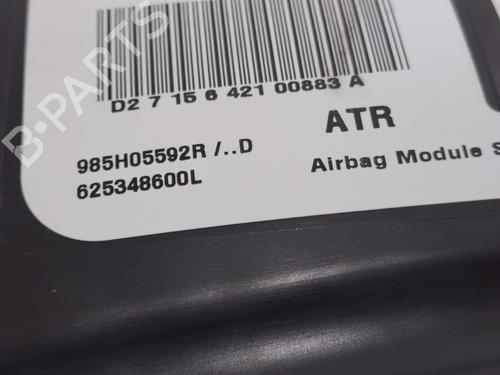 D2 7 15 6 421 00883 A
985H05592R /..D
ATR
625348600L
Airbag Module S
B-PARTS